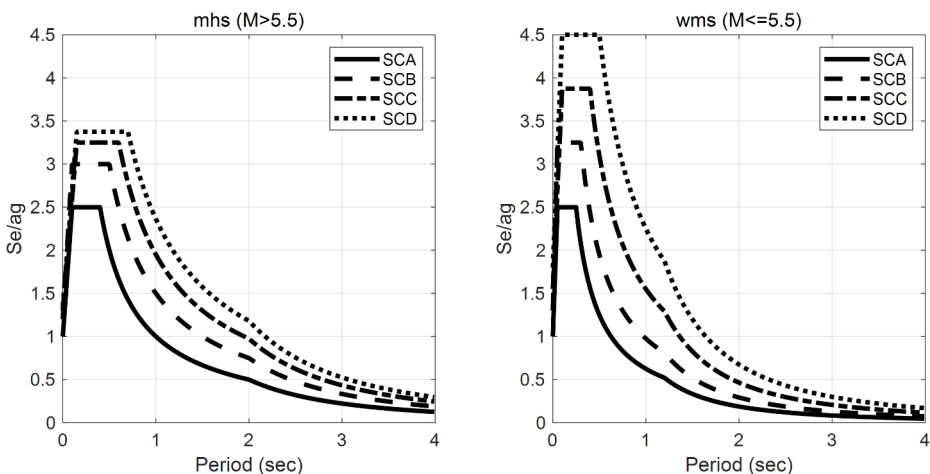 mhs (M>5.5)
4.5
4
3.5
3
2.5
2
1.5
1
0.5
0
Se/ag
0 1 2 3 4
Period (sec)
SCA
SCB
SCC
SCD
wms (M<=5.5)
4.5
4
3.5
3
2.5
2
1.5
1
0.5
0
Se/ag
0 1 2 3 4
Period (sec)
SCA
SCB
SCC
SCD